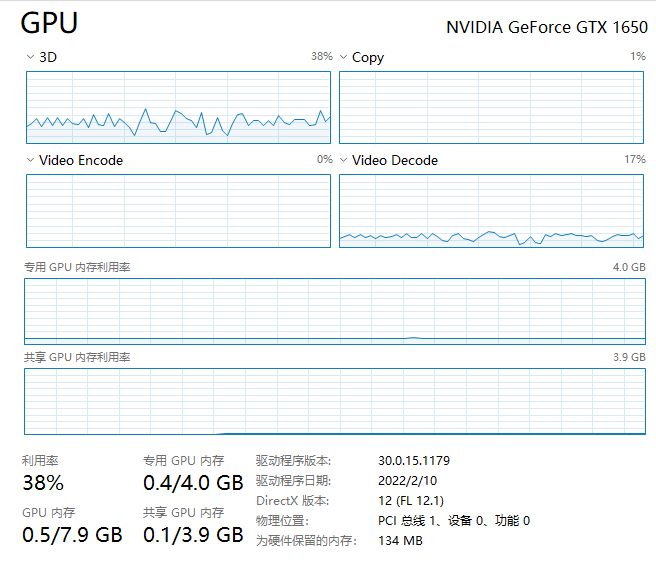 GPU
NVIDIA GeForce GTX 1650
3D 38%
Copy 1%
Video Encode 0%
Video Decode 17%
专用 GPU 内存利用率 4.0 GB
共享 GPU 内存利用率 3.9 GB
利用率
38%
专用 GPU 内存
0.4/4.0 GB
GPU 内存
0.5/7.9 GB
共享 GPU 内存
0.1/3.9 GB
驱动程序版本: 30.0.15.1179
驱动程序日期: 2022/2/10
DirectX 版本: 12 (FL 12.1)
物理位置: PCI 总线 1、设备 0、功能 0
为硬件保留的内存: 134 MB